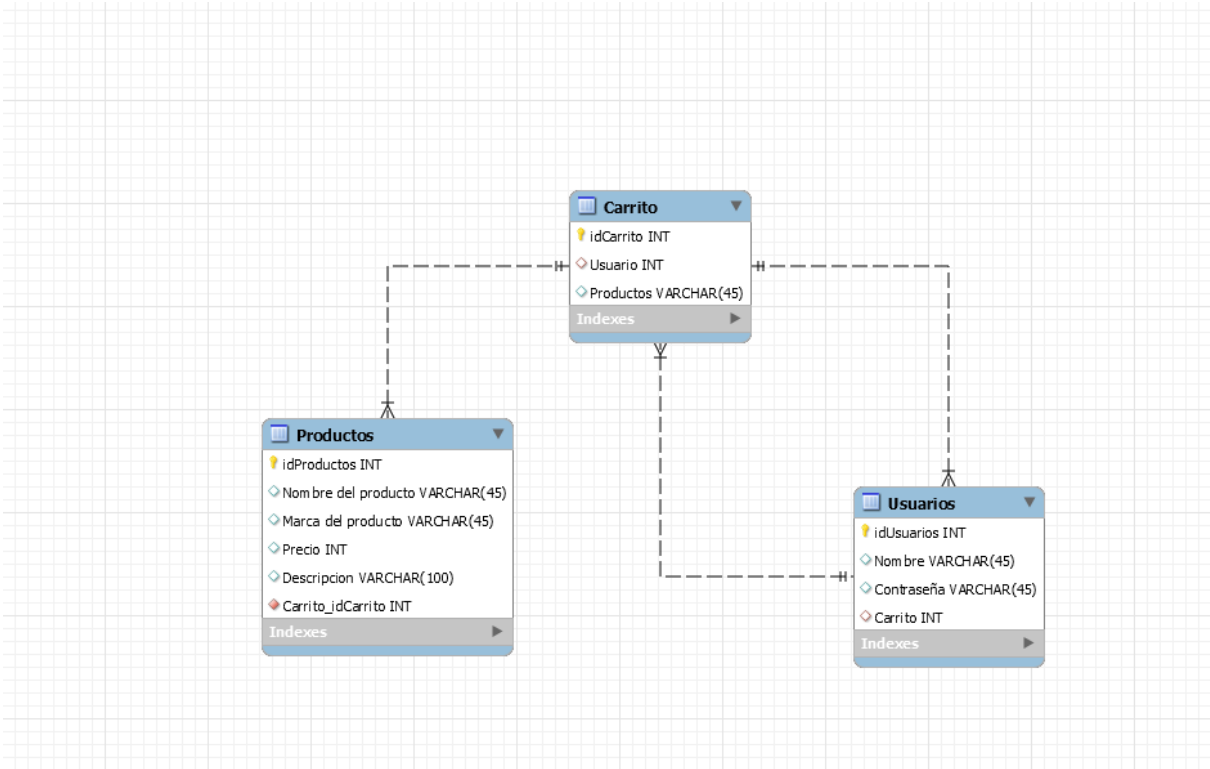 Carrito
idCarrito INT
Usuario INT
Productos VARCHAR(45)
Indexes
Productos
idProductos INT
Nombre del producto VARCHAR(45)
Marca del producto VARCHAR(45)
Precio INT
Descripcion VARCHAR(100)
Carrito_idCarrito INT
Indexes
Usuarios
idUsuarios INT
Nombre VARCHAR(45)
Contraseña VARCHAR(45)
Carrito INT
Indexes